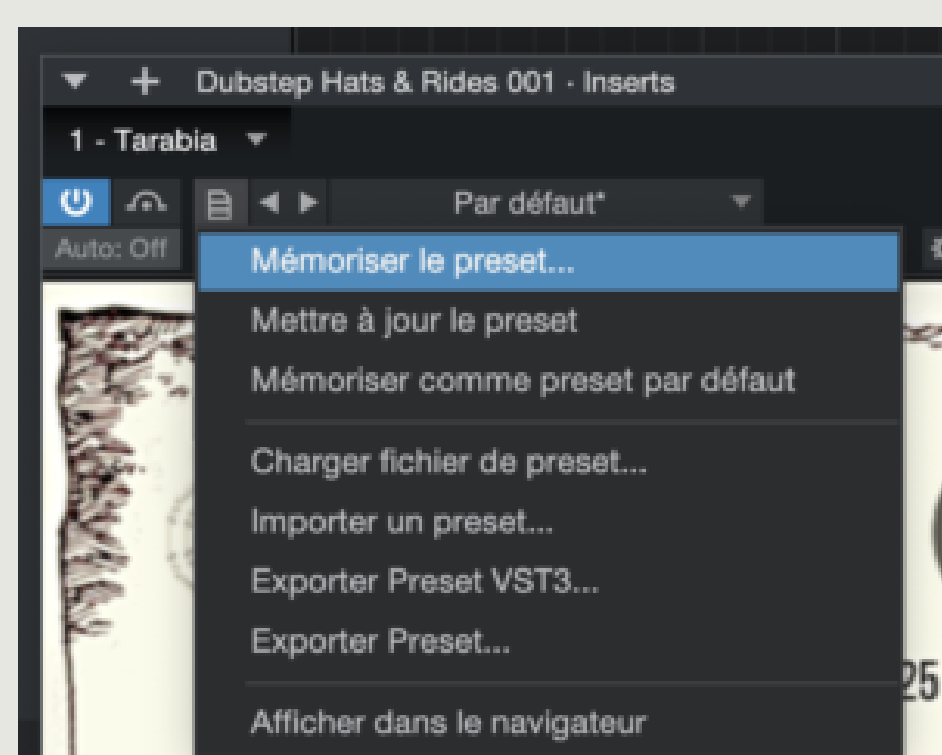 Dubstep Hats & Rides 001 · Inserts
1 - Tarabia
Par défaut*
Auto: Off
Mémoriser le preset...
Mettre à jour le preset
Mémoriser comme preset par défaut
Charger fichier de preset...
Importer un preset...
Exporter Preset VST3...
Exporter Preset...
25
Afficher dans le navigateur